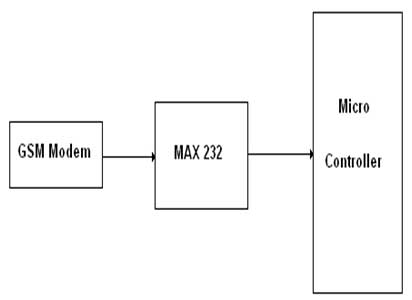 GSM Modem
MAX 232
Micro
Controller